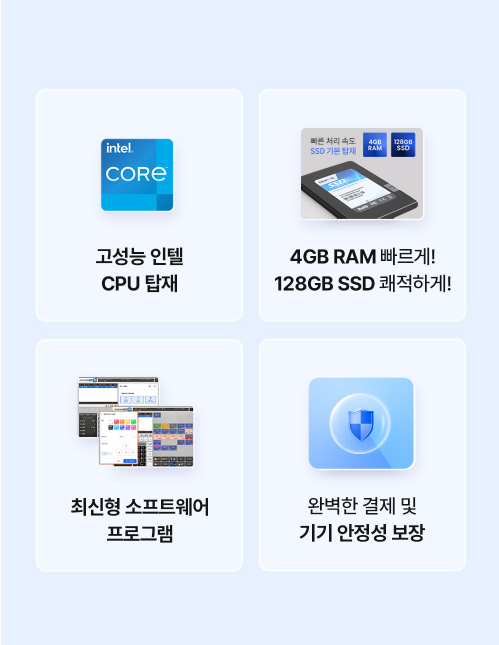 intel.
CORE
고성능 인텔
CPU 탑재
빠른 처리 속도
SSD 기본 탑재
4GB
RAM
128GB
SSD
4GB RAM 빠르게!
128GB SSD 쾌적하게!
최신형 소프트웨어
프로그램
완벽한 결제 및
기기 안정성 보장